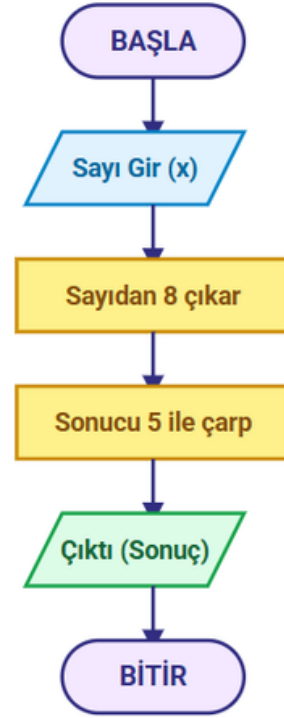 BAŞLA
Sayı Gir (x)
Sayıdan 8 çıkar
Sonucu 5 ile çarp
Çıktı (Sonuç)
BİTİR